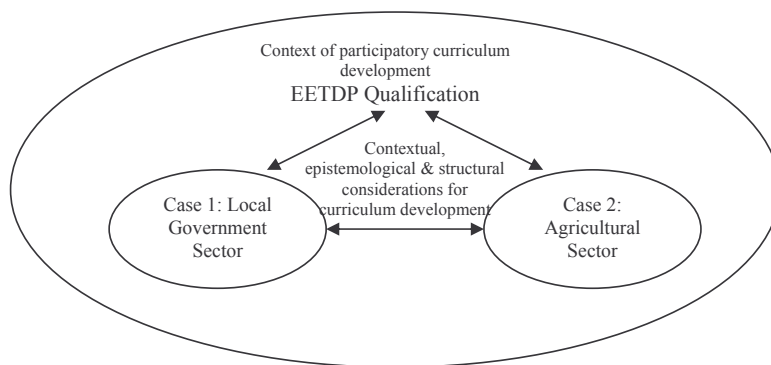 Context of participatory curriculum
development
EETDP Qualification
Contextual,
epistemological & structural
considerations for
curriculum development
Case 1: Local
Government
Sector
Case 2:
Agricultural
Sector